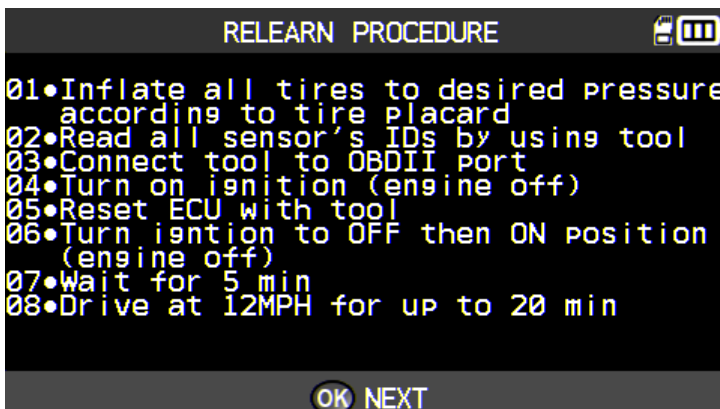 RELEARN PROCEDURE
01•Inflate all tires to desired pressure
according to tire placard
02•Read all sensor's IDs by using tool
03•Connect tool to OBDII port
04•Turn on ignition (engine off)
05•Reset ECU with tool
06•Turn igntion to OFF then ON position
(engine off)
07•Wait for 5 min
08•Drive at 12MPH for up to 20 min
OK NEXT